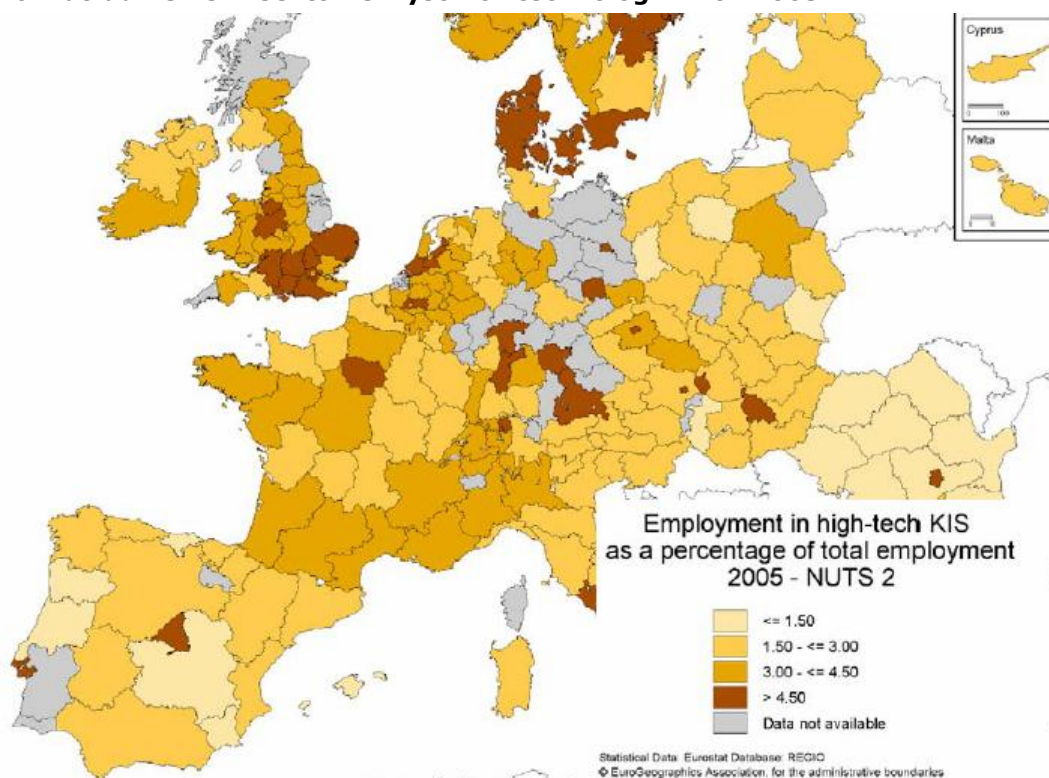 Cyprus
0 100
Malta
Employment in high-tech KIS
as a percentage of total employment
2005 - NUTS 2
<= 1.50
1.50 - <= 3.00
3.00 - <= 4.50
> 4.50
Data not available
Statistical Data: Eurostat Database: REGIO
© EuroGeographics Association, for the administrative boundaries